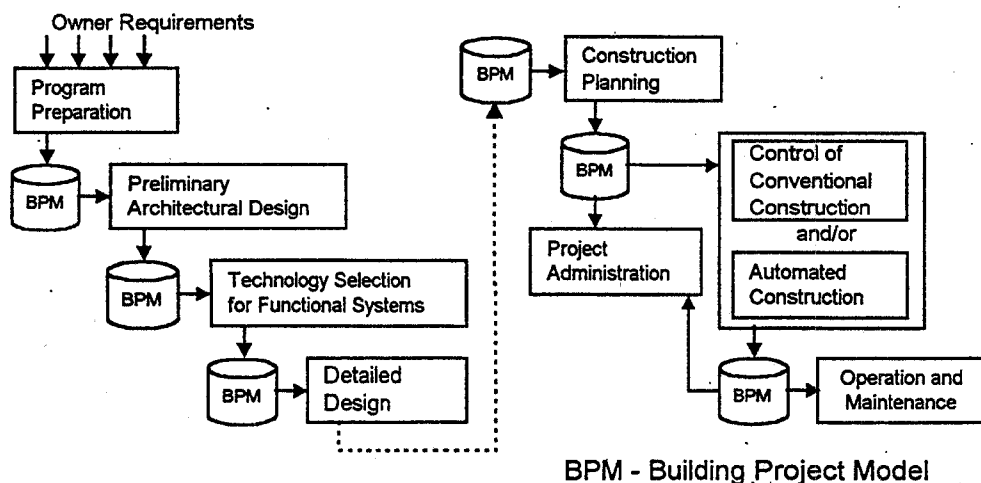 Owner Requirements
Program
Preparation
BPM
Preliminary
Architectural Design
BPM
Technology Selection
for Functional Systems
BPM
Detailed
Design
BPM
Construction
Planning
BPM
Control of
Conventional
Construction
and/or
Automated
Construction
Project
Administration
BPM
Operation and
Maintenance
BPM - Building Project Model